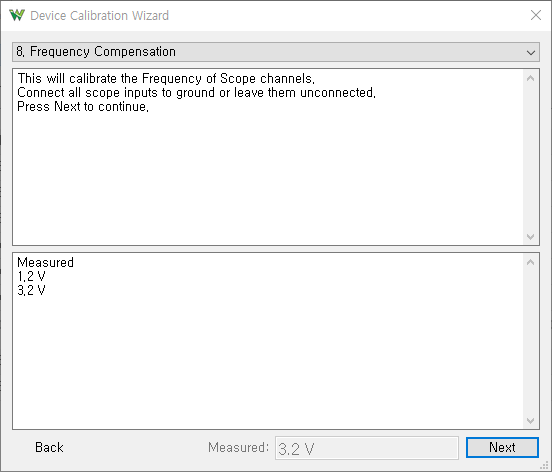 Device Calibration Wizard
8. Frequency Compensation
This will calibrate the Frequency of Scope channels.
Connect all scope inputs to ground or leave them unconnected.
Press Next to continue.
Measured
1.2 V
3.2 V
Back
Measured:
3.2 V
Next